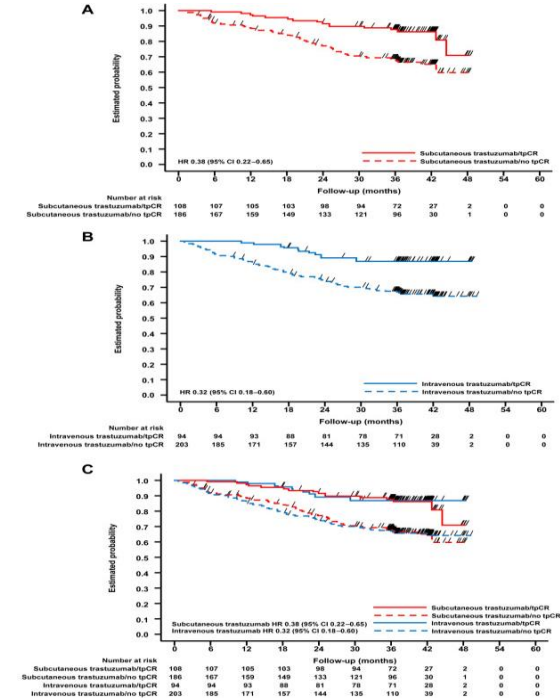 A
1.0
0.9
0.8
0.7
0.6
0.5
0.4
0.3
0.2
0.1
0.0
Estimated probability
HR 0.38 (95% CI 0.22–0.65)
Subcutaneous trastuzumab/tpCR
Subcutaneous trastuzumab/no tpCR
0 6 12 18 24 30 36 42 48 54 60
Follow-up (months)
Number at risk
Subcutaneous trastuzumab/tpCR 108 107 105 103 98 94 72 27 2 0 0
Subcutaneous trastuzumab/no tpCR 186 167 159 149 133 121 96 30 1 0 0
B
1.0
0.9
0.8
0.7
0.6
0.5
0.4
0.3
0.2
0.1
0.0
Estimated probability
HR 0.32 (95% CI 0.18–0.60)
Intravenous trastuzumab/tpCR
Intravenous trastuzumab/no tpCR
0 6 12 18 24 30 36 42 48 54 60
Follow-up (months)
Number at risk
Intravenous trastuzumab/tpCR 94 94 93 88 81 78 71 28 2 0 0
Intravenous trastuzumab/no tpCR 203 185 171 157 144 135 110 39 2 0 0
C
1.0
0.9
0.8
0.7
0.6
0.5
0.4
0.3
0.2
0.1
0.0
Estimated probability
Subcutaneous trastuzumab HR 0.38 (95% CI 0.22–0.65)
Intravenous trastuzumab HR 0.32 (95% CI 0.18–0.60)
Subcutaneous trastuzumab/tpCR Intravenous trastuzumab/tpCR
Subcutaneous trastuzumab/no tpCR Intravenous trastuzumab/no tpCR
0 6 12 18 24 30 36 42 48 54 60
Follow-up (months)
Number at risk
Subcutaneous trastuzumab/tpCR 108 107 105 103 98 94 72 27 2 0 0
Subcutaneous trastuzumab/no tpCR 186 167 159 149 133 121 96 30 1 0 0
Intravenous trastuzumab/tpCR 94 94 93 88 81 78 71 28 2 0 0
Intravenous trastuzumab/no tpCR 203 185 171 157 144 135 110 39 2 0 0